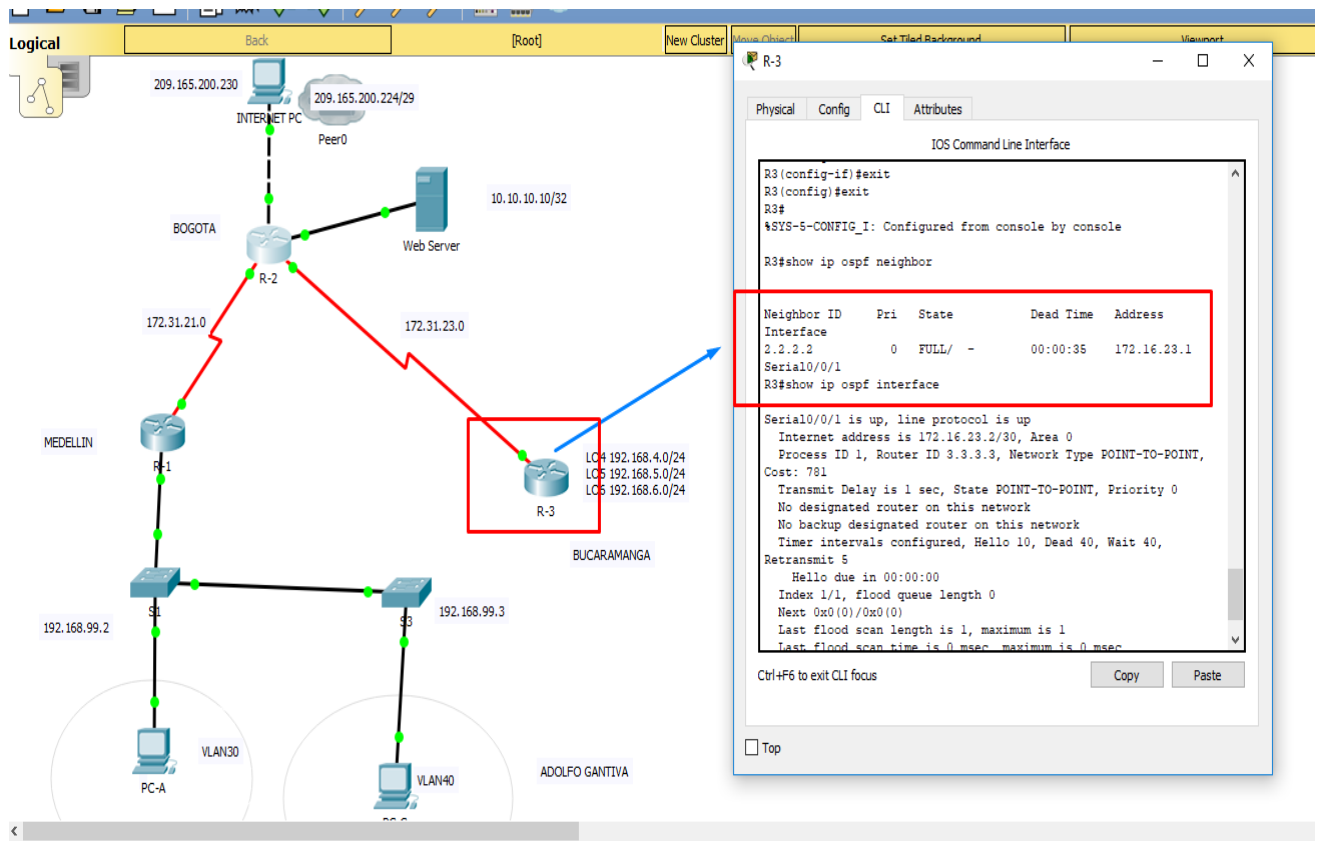 Logical
Back
[Root]
New Cluster
Move Object
Set Tiled Background
Viewport
209.165.200.230
209.165.200.224/29
INTERNET PC
Peer0
10.10.10.10/32
BOGOTA
Web Server
R-2
172.31.21.0
172.31.23.0
MEDELLIN
R-1
LO4 192.168.4.0/24
LO5 192.168.5.0/24
LO6 192.168.6.0/24
R-3
BUCARAMANGA
S1
192.168.99.2
S3
192.168.99.3
VLAN30
PC-A
VLAN40
ADOLFO GANTIVA
R-3
Physical Config CLI Attributes
IOS Command Line Interface
R3(config-if)#exit
R3(config)#exit
R3#
%SYS-5-CONFIG_I: Configured from console by console
R3#show ip ospf neighbor
Neighbor ID Pri State Dead Time Address
Interface
2.2.2.2 0 FULL/ - 00:00:35 172.16.23.1
Serial0/0/1
R3#show ip ospf interface
Serial0/0/1 is up, line protocol is up
Internet address is 172.16.23.2/30, Area 0
Process ID 1, Router ID 3.3.3.3, Network Type POINT-TO-POINT,
Cost: 781
Transmit Delay is 1 sec, State POINT-TO-POINT, Priority 0
No designated router on this network
No backup designated router on this network
Timer intervals configured, Hello 10, Dead 40, Wait 40,
Retransmit 5
Hello due in 00:00:00
Index 1/1, flood queue length 0
Next 0x0(0)/0x0(0)
Last flood scan length is 1, maximum is 1
Last flood scan time is 0 msec, maximum is 0 msec
Ctrl+F6 to exit CLI focus
Copy
Paste
Top